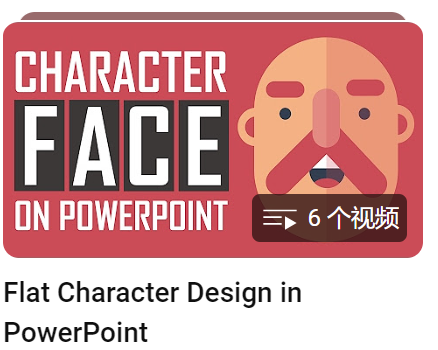 CHARACTER
FACE
ON POWERPOINT
6 个视频
Flat Character Design in
PowerPoint